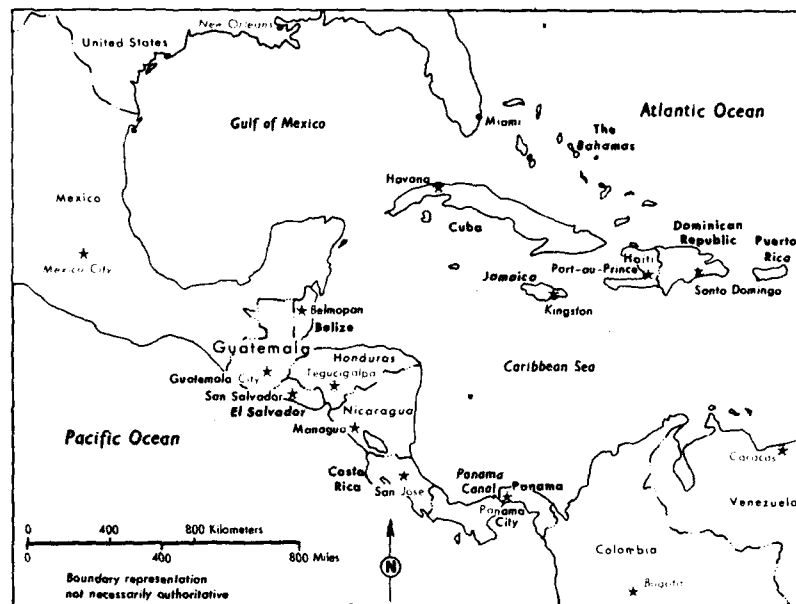 New Orleans
United States
Gulf of Mexico
Miami
Atlantic Ocean
The
Bahamas
Havana
Cuba
Mexico
Mexico City
Dominican
Republic
Puerto
Rica
Haiti
Port-au-Prince
Santo Domingo
Jamaica
Kingston
Belmopan
Belize
Guatemala
Honduras
Caribbean Sea
Guatemala City
Tegucigalpa
San Salvador
El Salvador
Nicaragua
Managua
Pacific Ocean
Costa
Rica
San José
Panama
Canal
Panama
Panama
City
Caracas
Venezuela
Colombia
Bogotá
0 400 800 Kilometers
0 400 800 Miles
N
Boundary representation
not necessarily authoritative